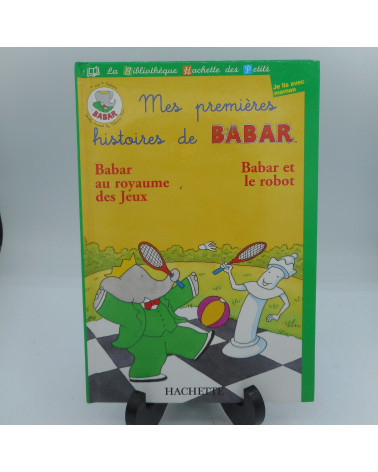 La Bibliothèque Hachette des Petits
Je lis avec
maman
BABAR
Mes premières
histoires de BABAR
Babar
au royaume
des Jeux
Babar et
le robot
HACHETTE